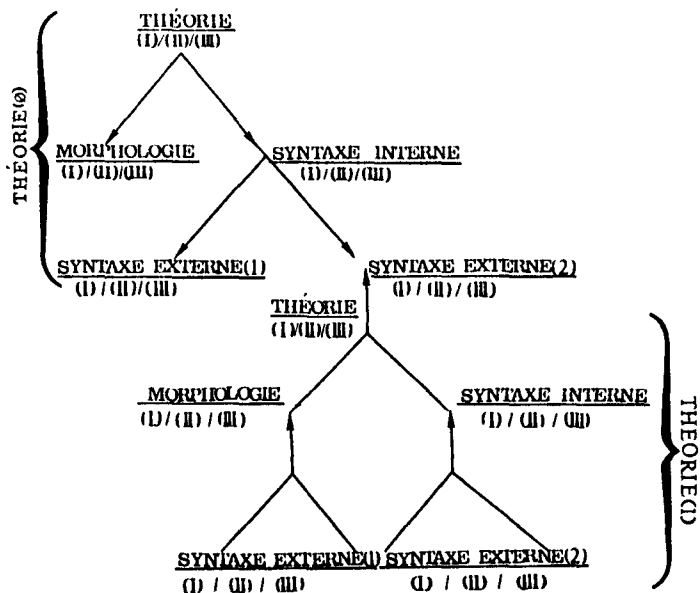 THÉORIE
(I)/(II)/(III)
THÉORIE(ø)
MORPHOLOGIE SYNTAXE INTERNE
(I)/(II)/(III) (I)/(II)/(III)
SYNTAXE EXTERNE(1) SYNTAXE EXTERNE(2)
(I)/(II)/(III) (I)/(II)/(III)
THÉORIE
(I)/(II)/(III)
MORPHOLOGIE SYNTAXE INTERNE
(I)/(II)/(III) (I)/(II)/(III)
THEORIE(1)
SYNTAXE EXTERNE(1) SYNTAXE EXTERNE(2)
(I)/(II)/(III) (I)/(II)/(III)